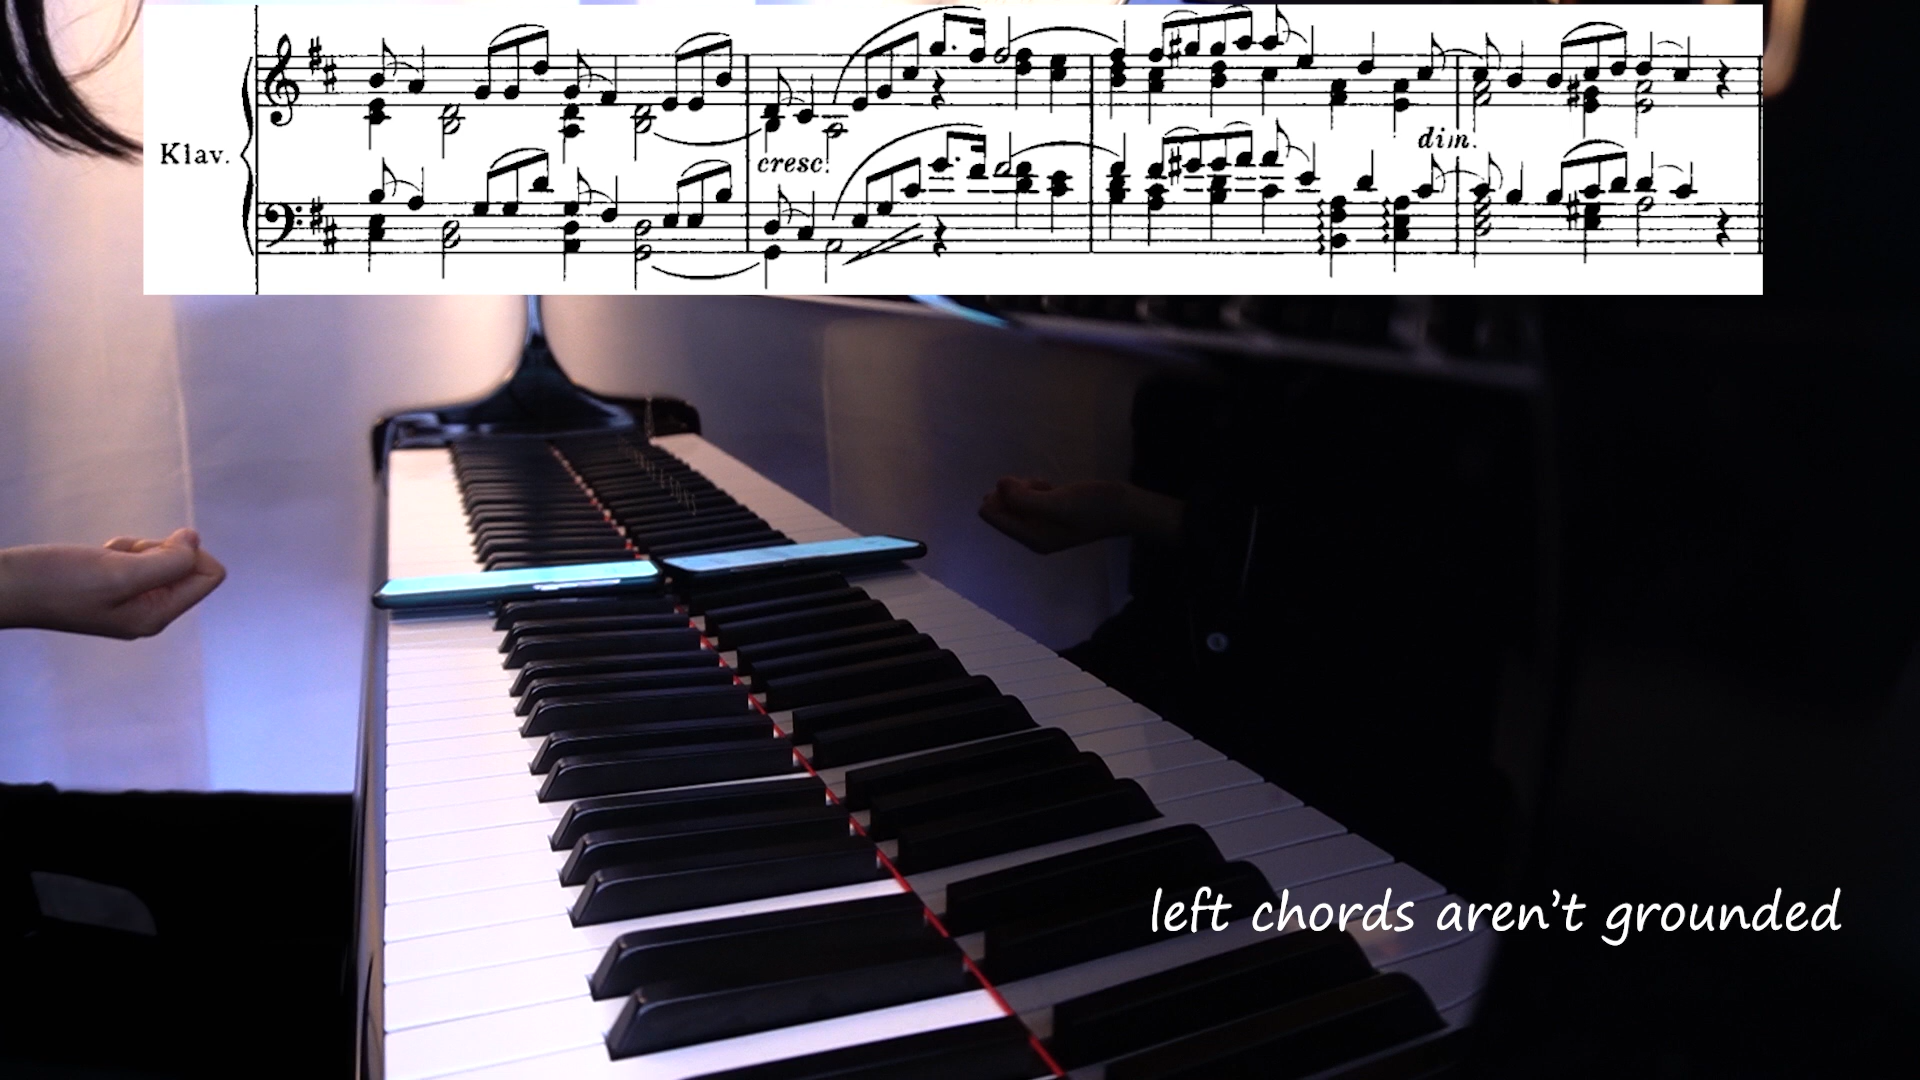 Klav.
cresc.
dim.
left chords aren't grounded